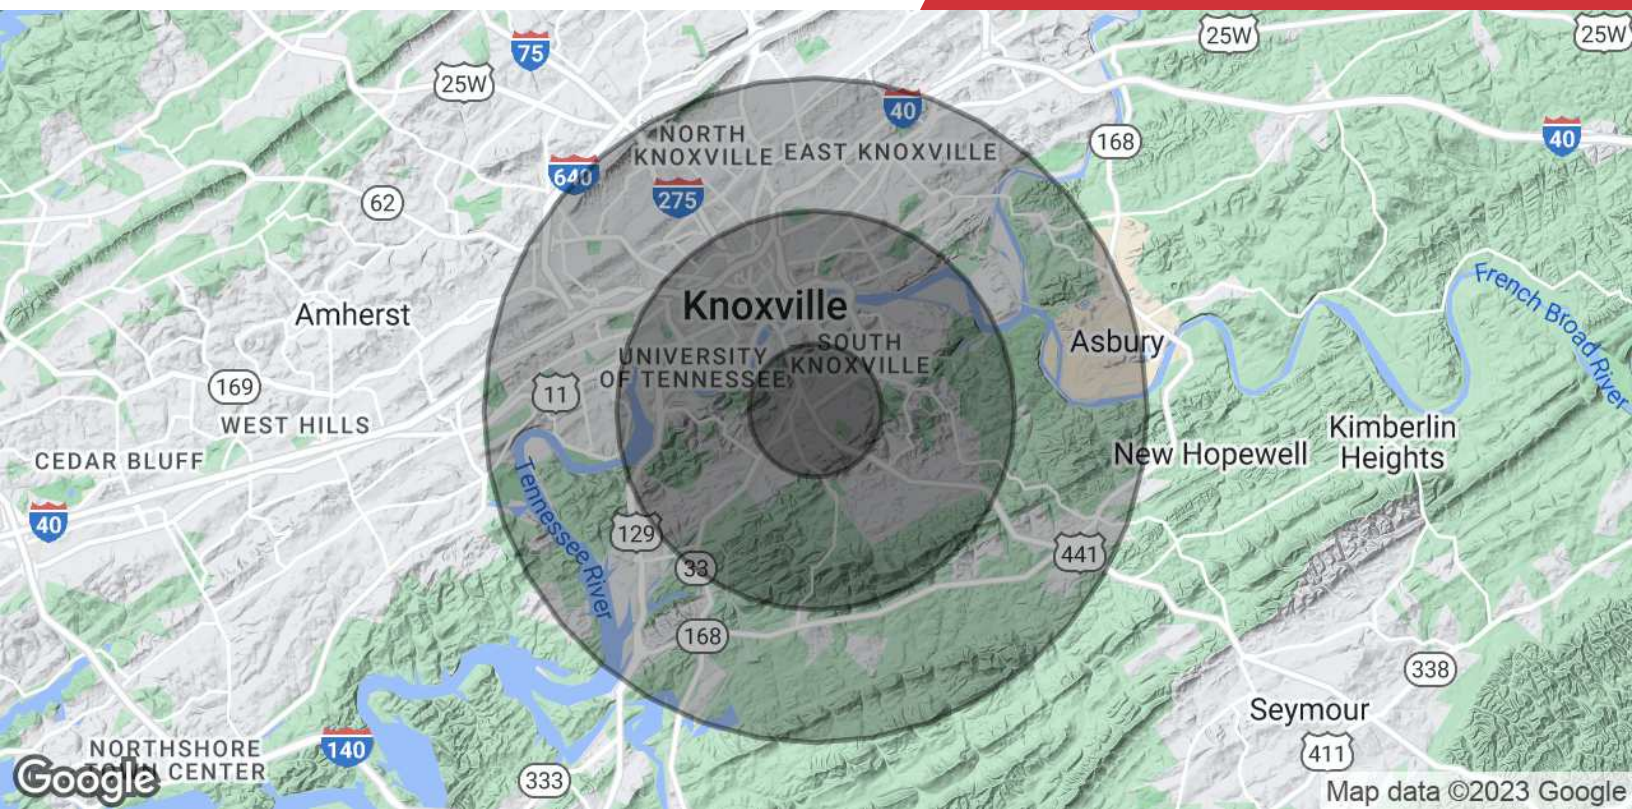 25W
25W
75
25W
40
40
168
NORTH
KNOXVILLE
EAST KNOXVILLE
640
275
62
Knoxville
French Broad River
Amherst
SOUTH
KNOXVILLE
Asbury
UNIVERSITY
OF TENNESSEE
169
11
WEST HILLS
Kimberlin
Heights
New Hopewell
CEDAR BLUFF
40
Tennessee River
129
441
33
168
338
Seymour
411
NORTHSHORE
TOWN CENTER
140
333
Google
Map data ©2023 Google